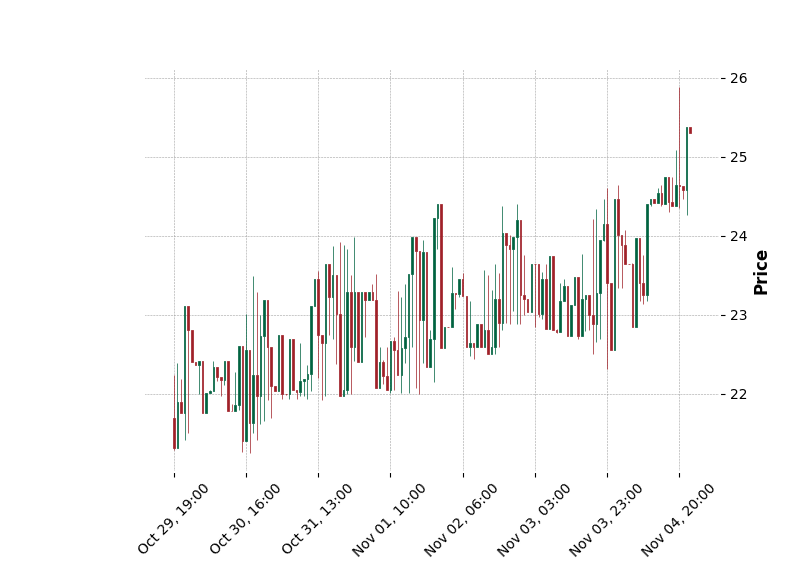 26
25
24
23
22
Price
Oct 29, 19:00
Oct 30, 16:00
Oct 31, 13:00
Nov 01, 10:00
Nov 02, 06:00
Nov 03, 03:00
Nov 03, 23:00
Nov 04, 20:00